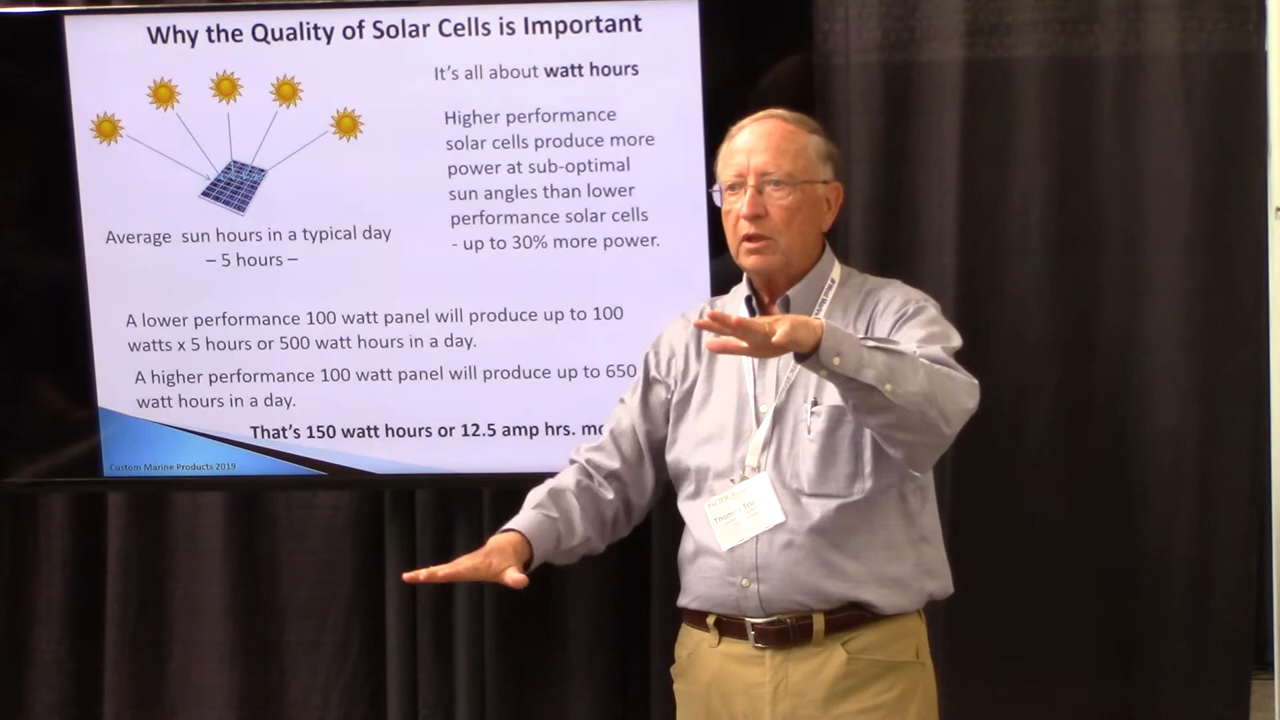 Why the Quality of Solar Cells is Important
It's all about watt hours
Higher performance
solar cells produce more
power at sub-optimal
sun angles than lower
performance solar cells
- up to 30% more power.
Average sun hours in a typical day
– 5 hours –
A lower performance 100 watt panel will produce up to 100
watts x 5 hours or 500 watt hours in a day.
A higher performance 100 watt panel will produce up to 650
watt hours in a day.
That's 150 watt hours or 12.5 amp hrs.
Custom Marine Products 2019